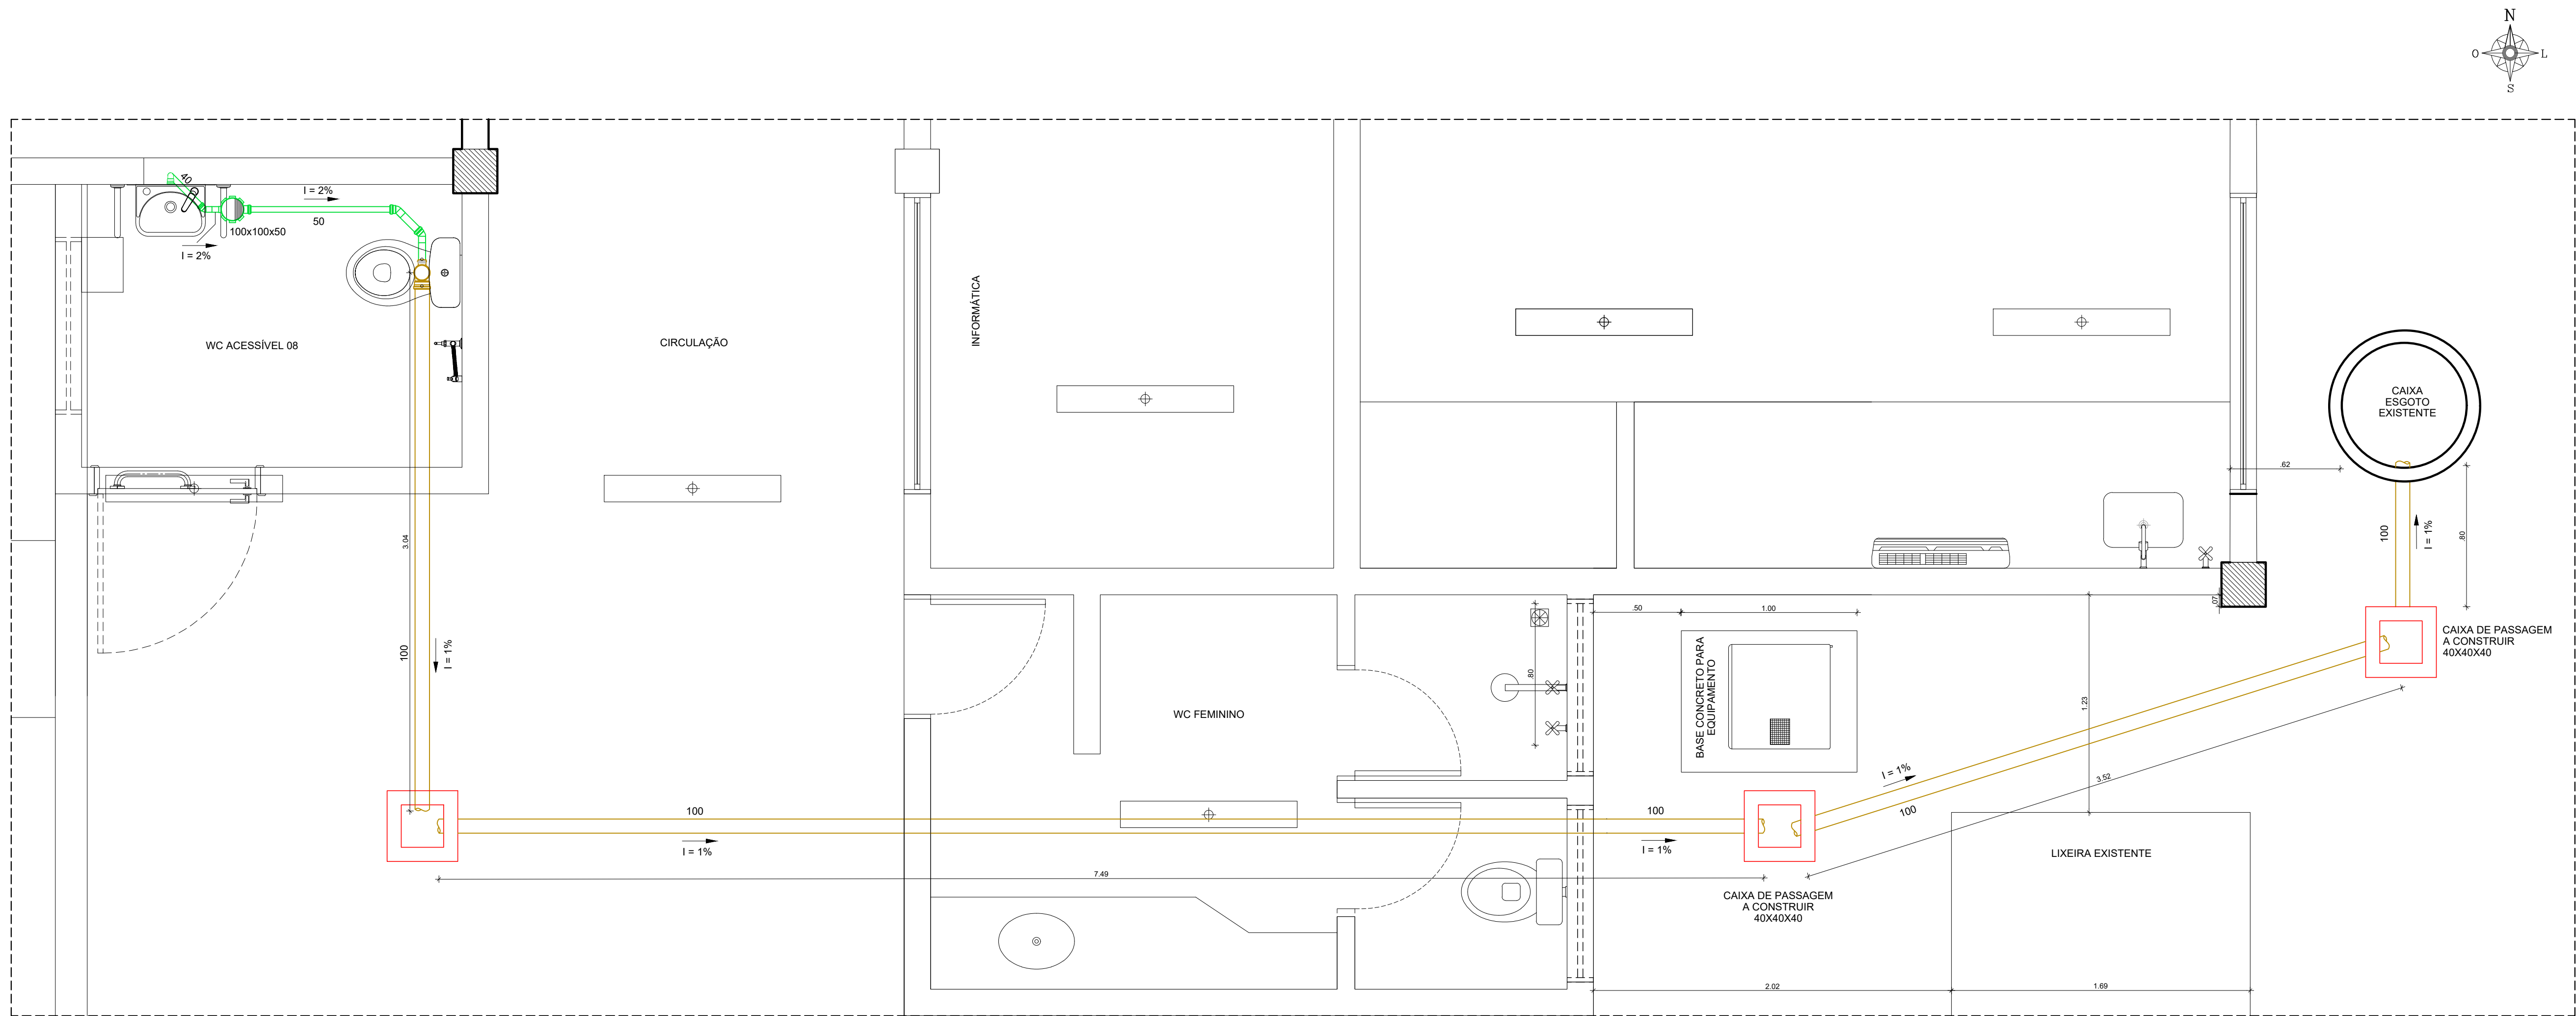 N
O
L
S
40
I = 2%
50
100x100x50
I = 2%
WC ACESSÍVEL 08
CIRCULAÇÃO
INFORMÁTICA
CAIXA
ESGOTO
EXISTENTE
.62
3.04
100
I = 1%
100
I = 1%
.80
.07
.50
1.00
.80
BASE CONCRETO PARA
EQUIPAMENTO
WC FEMININO
1.23
CAIXA DE PASSAGEM
A CONSTRUIR
40X40X40
I = 1%
3.52
100
100
I = 1%
100
I = 1%
7.49
LIXEIRA EXISTENTE
CAIXA DE PASSAGEM
A CONSTRUIR
40X40X40
2.02
1.69